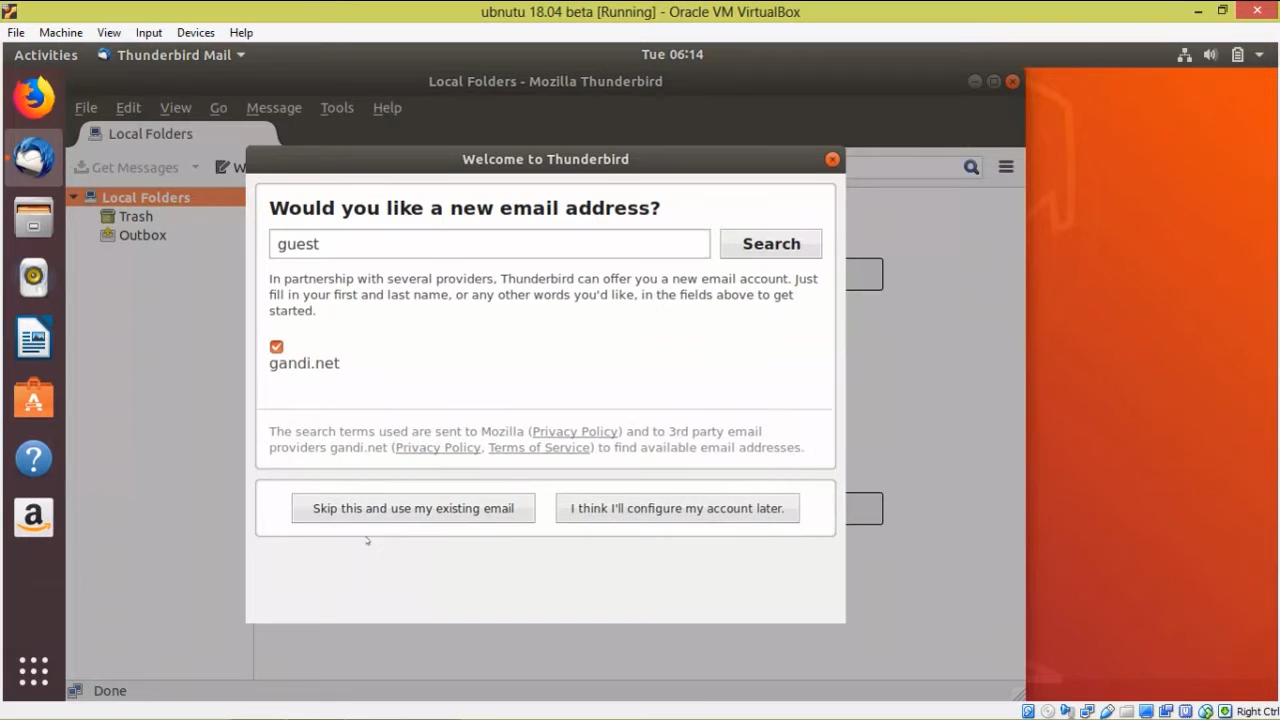 ubnutu 18.04 beta [Running] - Oracle VM VirtualBox
File Machine View Input Devices Help
Activities Thunderbird Mail Tue 06:14
Local Folders - Mozilla Thunderbird
File Edit View Go Message Tools Help
Local Folders
Get Messages W
Welcome to Thunderbird
Local Folders
Trash
Outbox
Would you like a new email address?
guest Search
In partnership with several providers, Thunderbird can offer you a new email account. Just
fill in your first and last name, or any other words you'd like, in the fields above to get
started.
gandi.net
The search terms used are sent to Mozilla (Privacy Policy) and to 3rd party email
providers gandi.net (Privacy Policy, Terms of Service) to find available email addresses.
Skip this and use my existing email I think I'll configure my account later.
Done
Right Ctrl